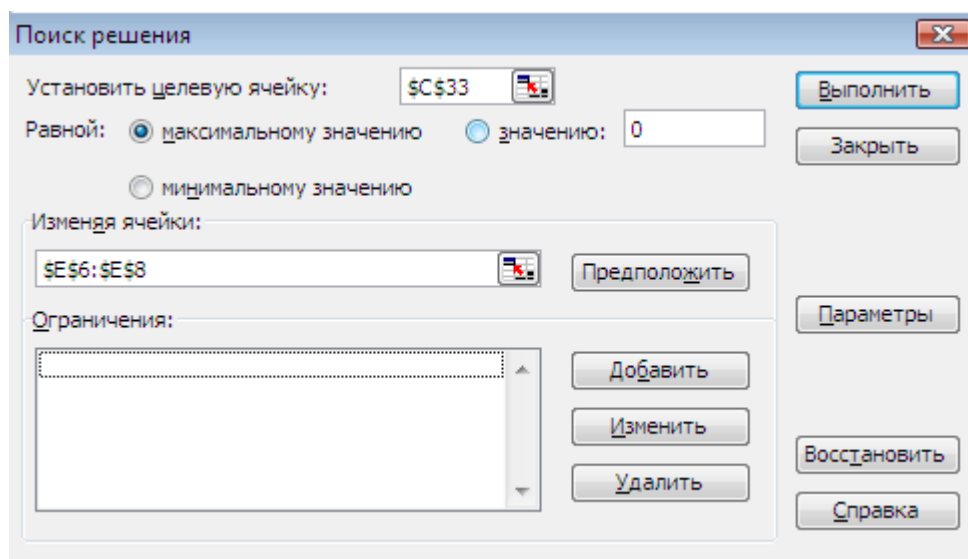 Поиск решения
Установить целевую ячейку: $C$33 Выполнить
Равной: максимальному значению значению: 0 Закрыть
минимальному значению
Изменяя ячейки:
$E$6:$E$8 Предположить
Ограничения: Параметры
Добавить
Изменить
Восстановить
Удалить
Справка